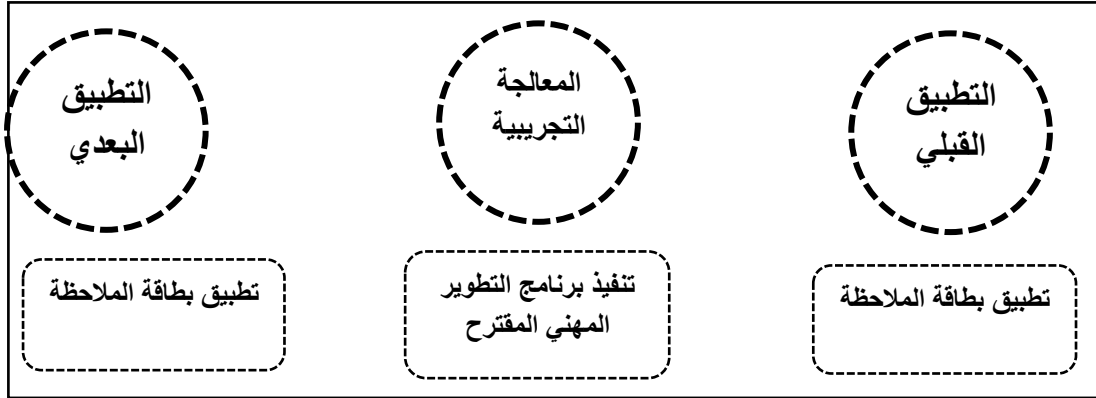 التطبيق
القبلي
المعالجة
التجريبية
التطبيق
البعدي
تطبيق بطاقة الملاحظة
تنفيذ برنامج التطوير
المهني المقترح
تطبيق بطاقة الملاحظة